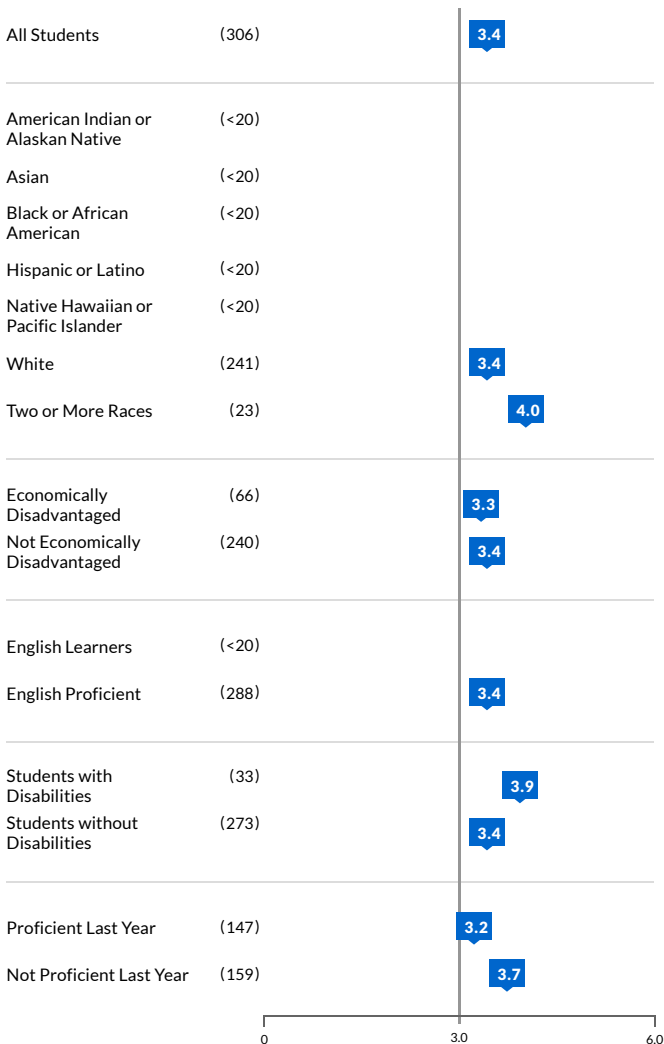 All Students (306) 3.4
American Indian or (<20)
Alaskan Native
Asian (<20)
Black or African (<20)
American
Hispanic or Latino (<20)
Native Hawaiian or (<20)
Pacific Islander
White (241) 3.4
Two or More Races (23) 4.0
Economically (66) 3.3
Disadvantaged
Not Economically (240) 3.4
Disadvantaged
English Learners (<20)
English Proficient (288) 3.4
Students with (33) 3.9
Disabilities
Students without (273) 3.4
Disabilities
Proficient Last Year (147) 3.2
Not Proficient Last Year (159) 3.7
0 3.0 6.0